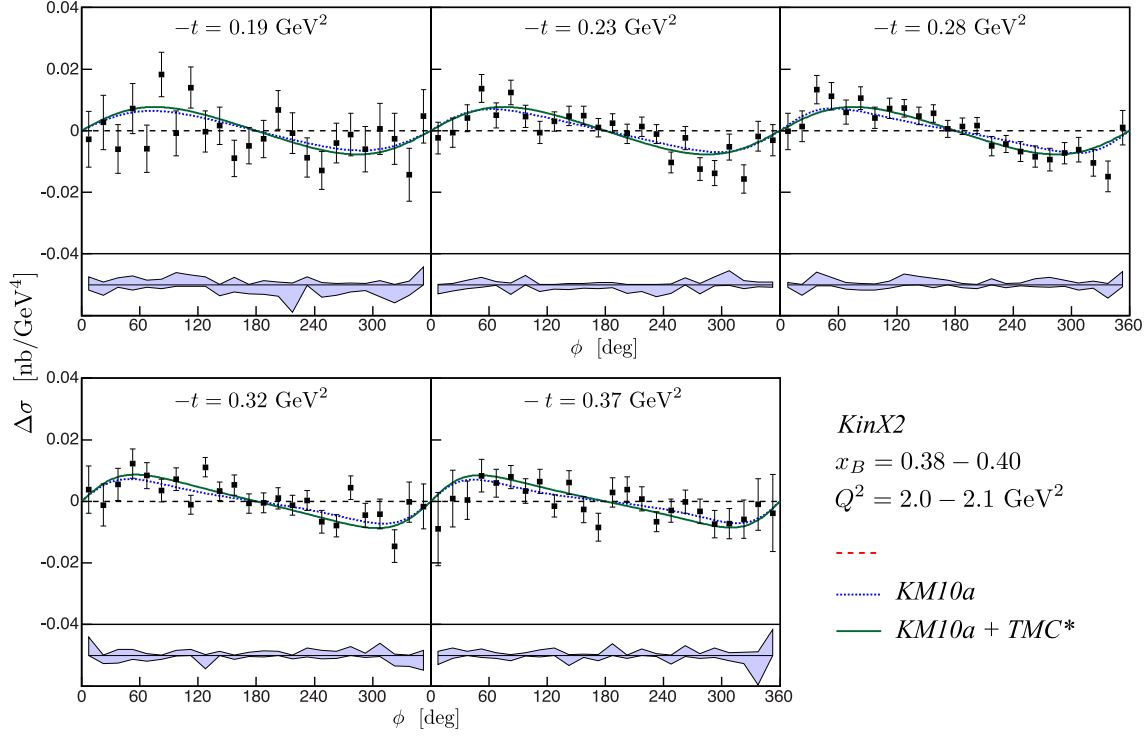 −t = 0.19 GeV² −t = 0.23 GeV² −t = 0.28 GeV²
0.04
0.02
0
-0.02
-0.04
0 60 120 180 240 300 0 60 120 180 240 300 0 60 120 180 240 300 360
ϕ [deg]
Δσ [nb/GeV⁴]
−t = 0.32 GeV² − t = 0.37 GeV²
0.04
0.02
0
-0.02
-0.04
0 60 120 180 240 300 0 60 120 180 240 300 360
ϕ [deg]
KinX2
x_B = 0.38 − 0.40
Q² = 2.0 − 2.1 GeV²
KM10a
KM10a + TMC*